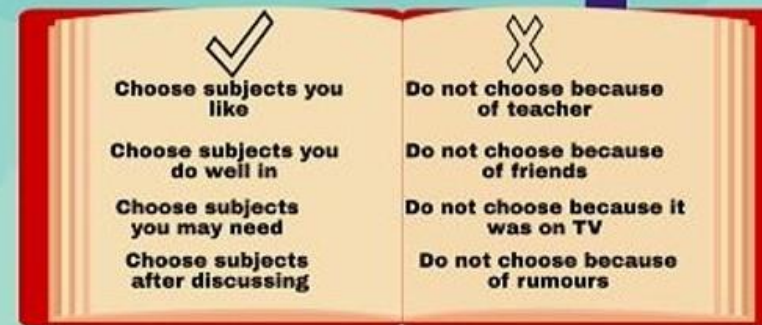 Choose subjects you
like
Choose subjects you
do well in
Choose subjects
you may need
Choose subjects
after discussing
Do not choose because
of teacher
Do not choose because
of friends
Do not choose because it
was on TV
Do not choose because
of rumours